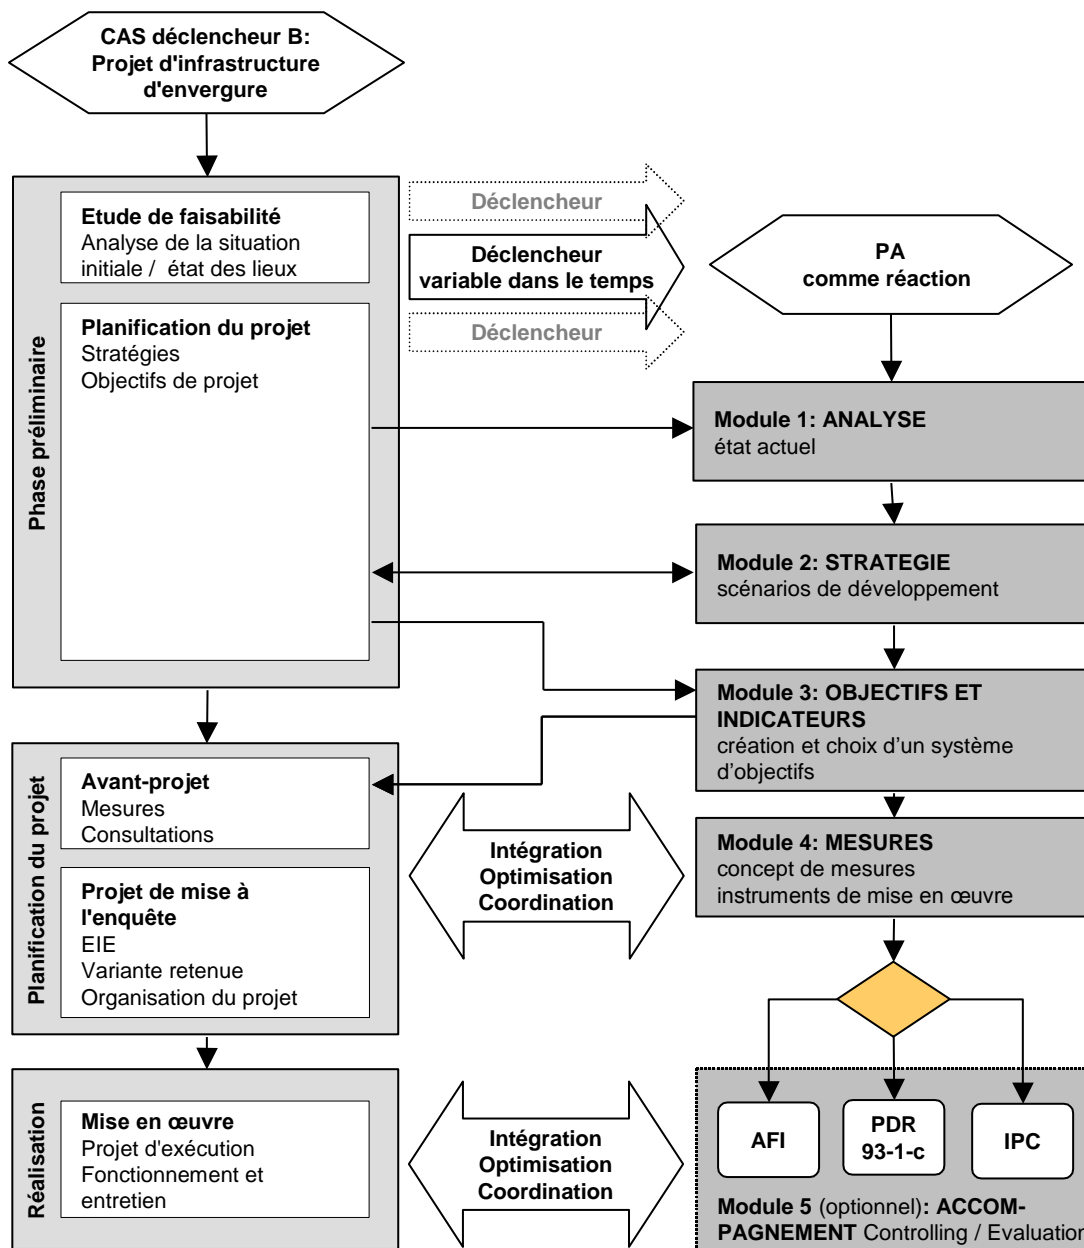 CAS déclencheur B:
Projet d'infrastructure
d'envergure
Phase préliminaire
Etude de faisabilité
Analyse de la situation
initiale / état des lieux
Planification du projet
Stratégies
Objectifs de projet
Déclencheur
Déclencheur
variable dans le temps
Déclencheur
PA
comme réaction
Module 1: ANALYSE
état actuel
Module 2: STRATEGIE
scénarios de développement
Module 3: OBJECTIFS ET
INDICATEURS
création et choix d'un système
d'objectifs
Planification du projet
Avant-projet
Mesures
Consultations
Projet de mise à
l'enquête
EIE
Variante retenue
Organisation du projet
Intégration
Optimisation
Coordination
Module 4: MESURES
concept de mesures
instruments de mise en œuvre
Réalisation
Mise en œuvre
Projet d'exécution
Fonctionnement et
entretien
Intégration
Optimisation
Coordination
AFI
PDR
93-1-c
IPC
Module 5 (optionnel): ACCOM-
PAGNEMENT Controlling / Evaluation